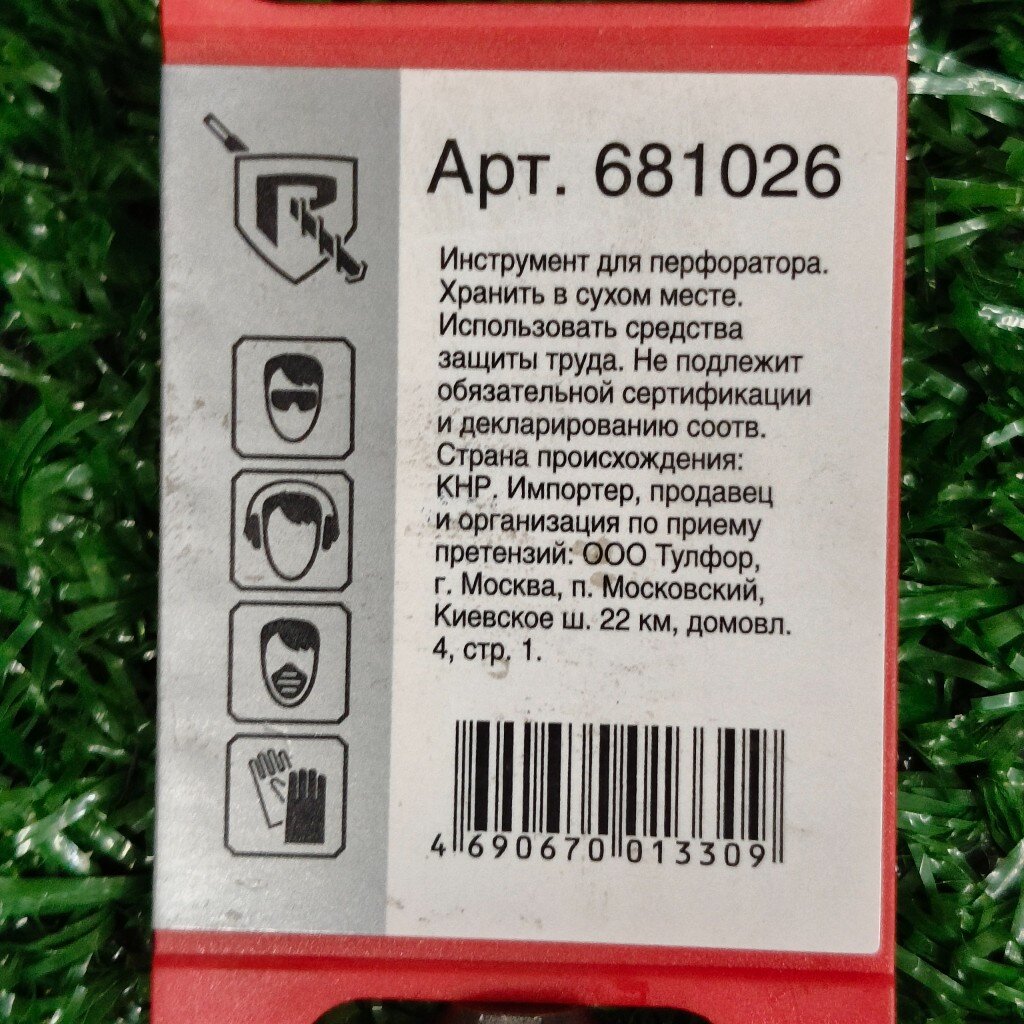 Арт. 681026
Инструмент для перфоратора.
Хранить в сухом месте.
Использовать средства
защиты труда. Не подлежит
обязательной сертификации
и декларированию соотв.
Страна происхождения:
КНР. Импортер, продавец
и организация по приему
претензий: ООО Тулфор,
г. Москва, п. Московский,
Киевское ш. 22 км, домовл.
4, стр. 1.
4 690670 013309